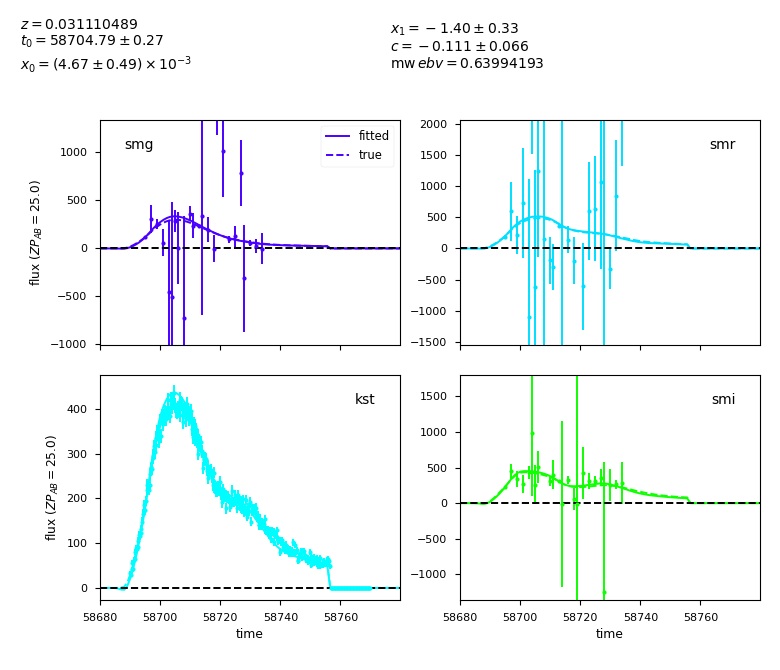 z = 0.031110489
t₀ = 58704.79 ± 0.27
x₀ = (4.67 ± 0.49) × 10⁻³
x₁ = −1.40 ± 0.33
c = −0.111 ± 0.066
mw ebv = 0.63994193
smg
fitted
true
1000
500
0
−500
−1000
flux (ZP_AB = 25.0)
smr
2000
1500
1000
500
0
−500
−1000
−1500
kst
400
300
200
100
0
flux (ZP_AB = 25.0)
58680 58700 58720 58740 58760
time
smi
1500
1000
500
0
−500
−1000
58680 58700 58720 58740 58760
time